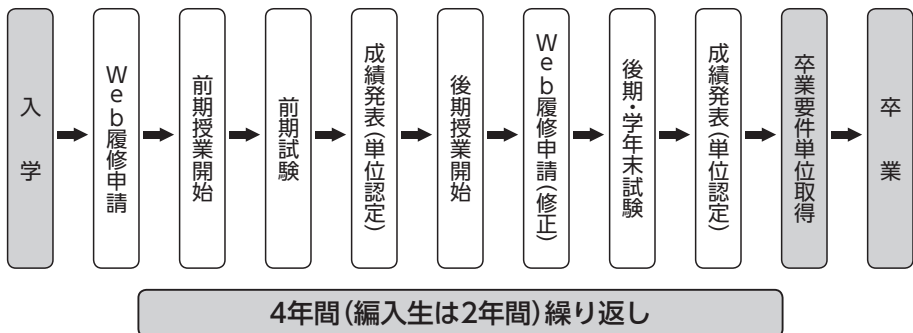 入学
Web履修申請
前期授業開始
前期試験
成績発表(単位認定)
後期授業開始
Web履修申請(修正)
後期・学年末試験
成績発表(単位認定)
卒業要件単位取得
卒業
4年間(編入生は2年間)繰り返し